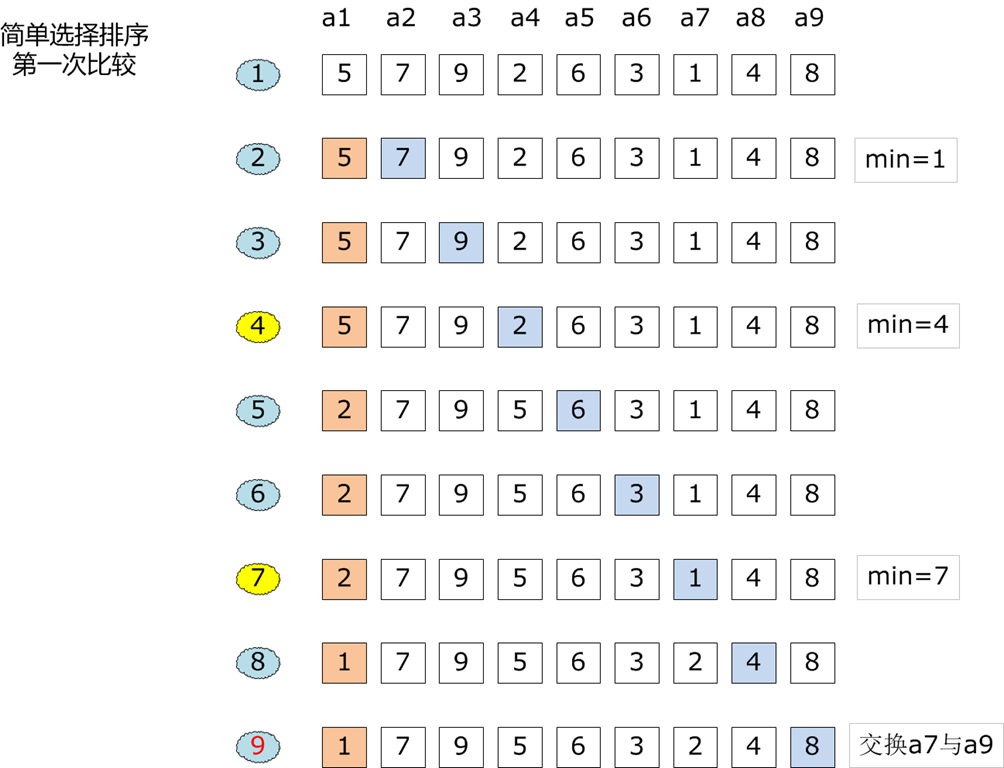 简单选择排序
第一次比较
a1 a2 a3 a4 a5 a6 a7 a8 a9
1 5 7 9 2 6 3 1 4 8
2 5 7 9 2 6 3 1 4 8 min=1
3 5 7 9 2 6 3 1 4 8
4 5 7 9 2 6 3 1 4 8 min=4
5 2 7 9 5 6 3 1 4 8
6 2 7 9 5 6 3 1 4 8
7 2 7 9 5 6 3 1 4 8 min=7
8 1 7 9 5 6 3 2 4 8
9 1 7 9 5 6 3 2 4 8 交换a7与a9